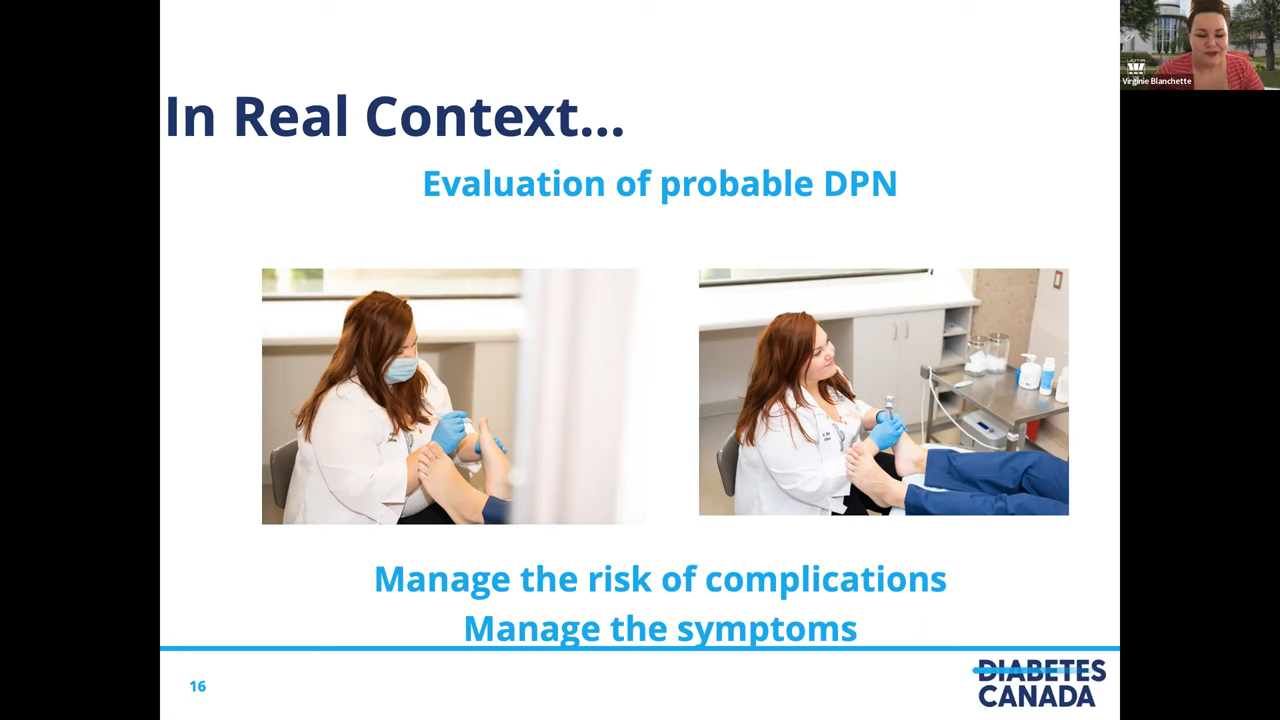 Virginie Blanchette
In Real Context...
Evaluation of probable DPN
Manage the risk of complications
Manage the symptoms
16
DIABETES
CANADA